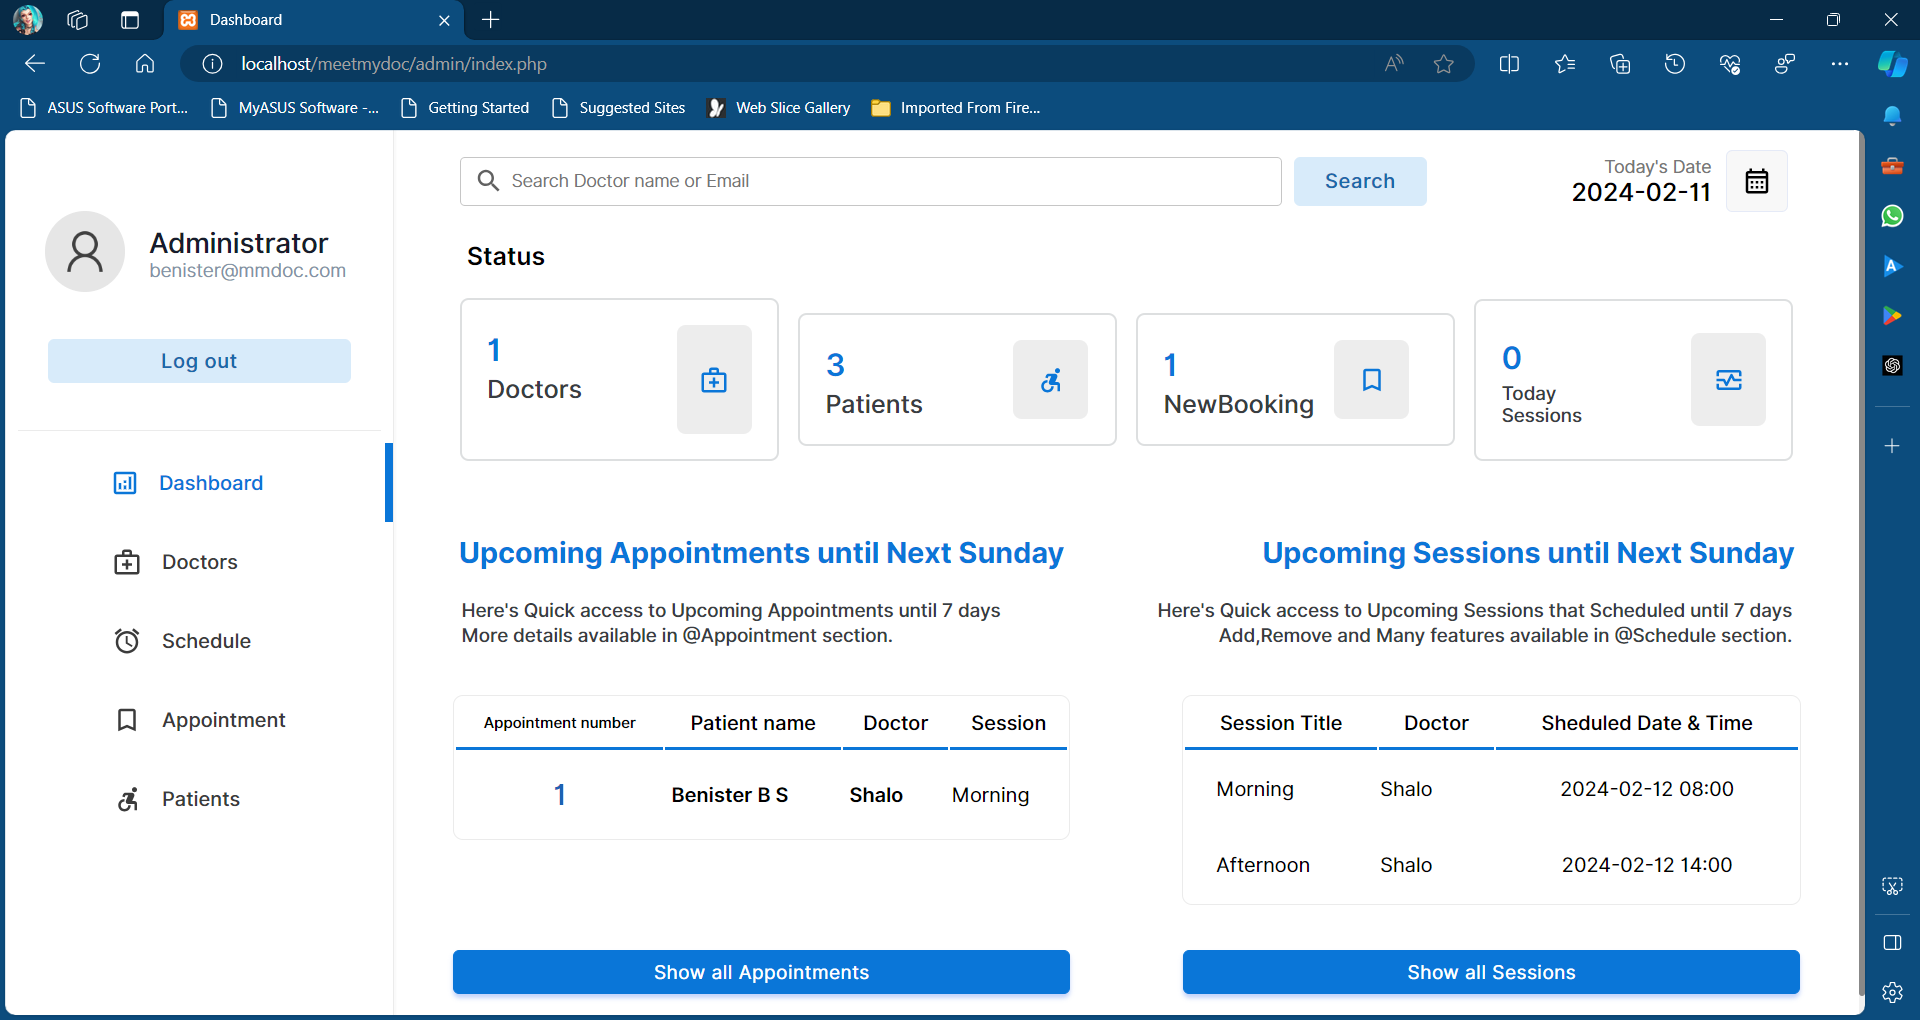 Dashboard
localhost/meetmydoc/admin/index.php
ASUS Software Port...
MyASUS Software -...
Getting Started
Suggested Sites
Web Slice Gallery
Imported From Fire...
Administrator
benister@mmdoc.com
Log out
Dashboard
Doctors
Schedule
Appointment
Patients
Search Doctor name or Email
Search
Today's Date
2024-02-11
Status
1
Doctors
3
Patients
1
NewBooking
0
Today
Sessions
Upcoming Appointments until Next Sunday
Here's Quick access to Upcoming Appointments until 7 days
More details available in @Appointment section.
Appointment number Patient name Doctor Session
1 Benister B S Shalo Morning
Show all Appointments
Upcoming Sessions until Next Sunday
Here's Quick access to Upcoming Sessions that Scheduled until 7 days
Add,Remove and Many features available in @Schedule section.
Session Title Doctor Sheduled Date & Time
Morning Shalo 2024-02-12 08:00
Afternoon Shalo 2024-02-12 14:00
Show all Sessions